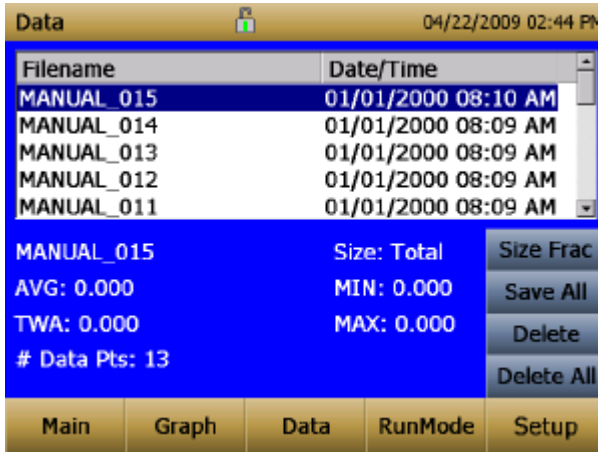 Data 04/22/2009 02:44 PM
Filename Date/Time
MANUAL_015 01/01/2000 08:10 AM
MANUAL_014 01/01/2000 08:09 AM
MANUAL_013 01/01/2000 08:09 AM
MANUAL_012 01/01/2000 08:09 AM
MANUAL_011 01/01/2000 08:09 AM
MANUAL_015 Size: Total Size Frac
AVG: 0.000 MIN: 0.000 Save All
TWA: 0.000 MAX: 0.000 Delete
# Data Pts: 13
Delete All
Main Graph Data RunMode Setup